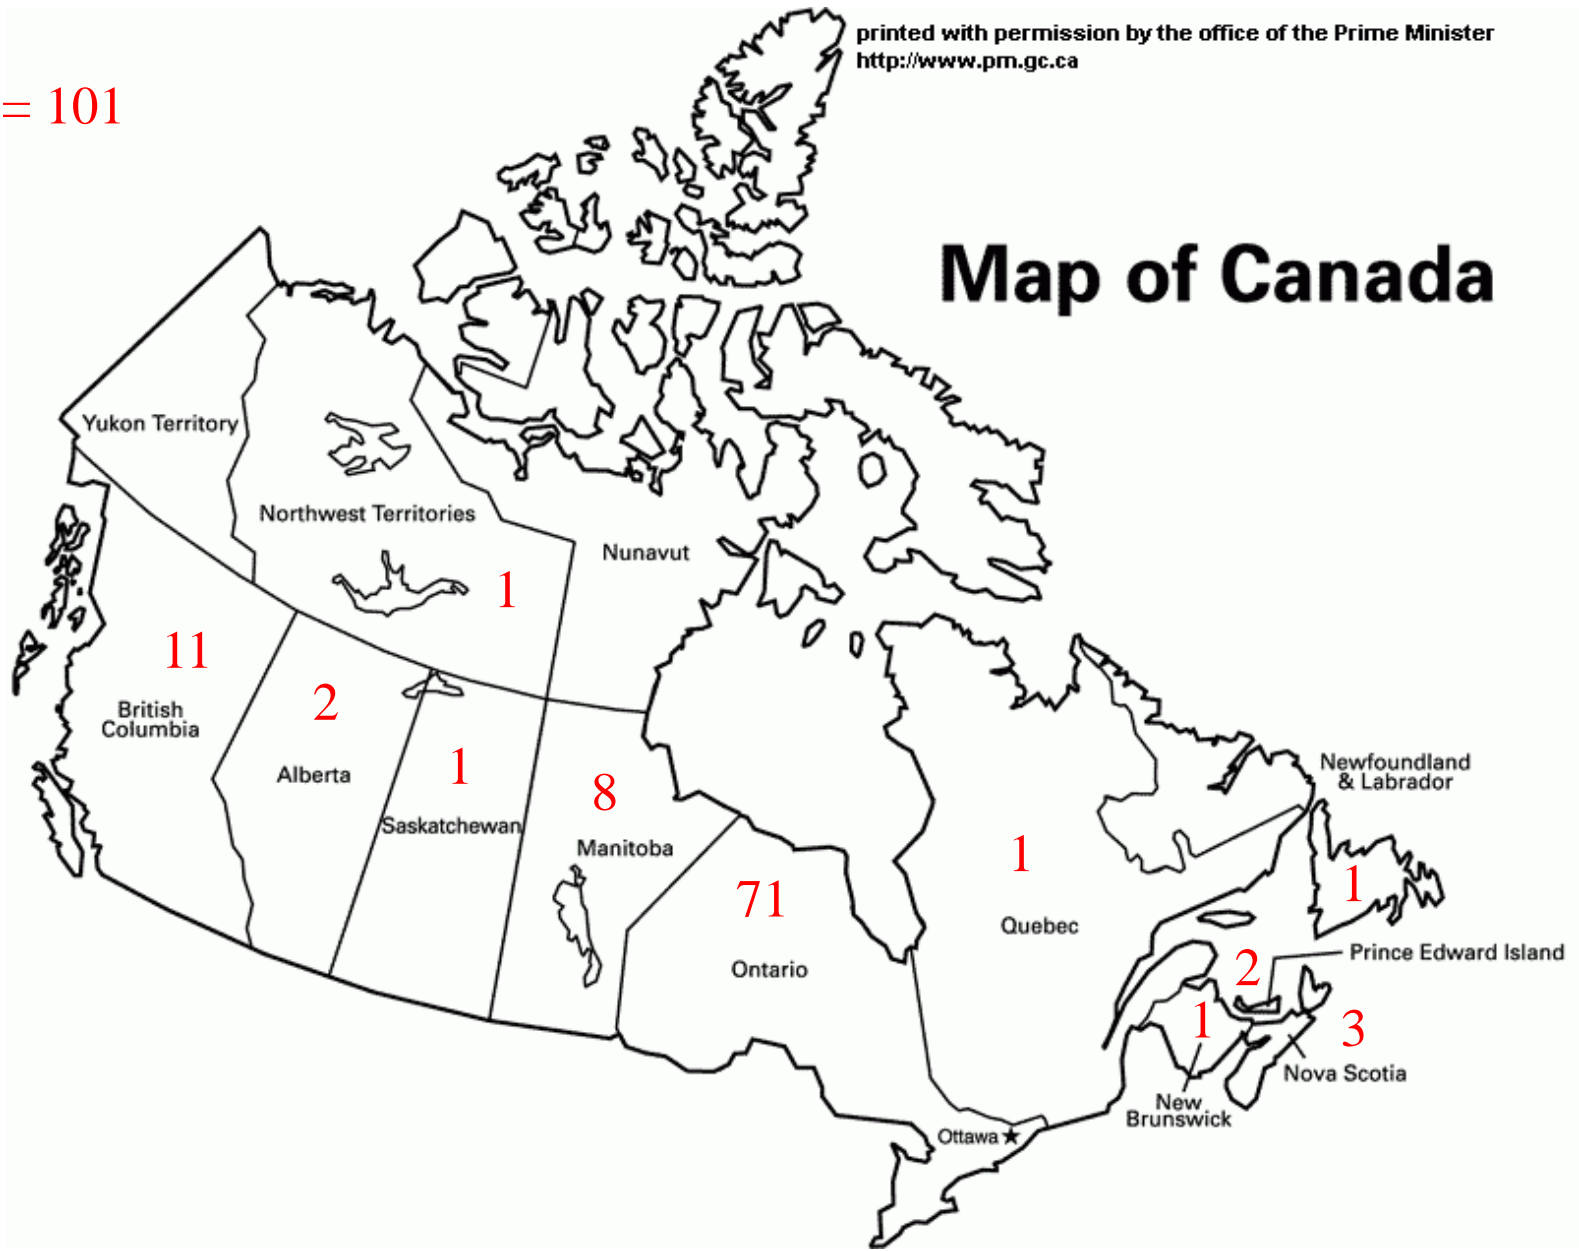 printed with permission by the office of the Prime Minister
http://www.pm.gc.ca
= 101
Map of Canada
Yukon Territory
Northwest Territories
Nunavut
1
11
British
Columbia
2
Alberta
1
Saskatchewan
8
Manitoba
71
Ontario
1
Quebec
Newfoundland
& Labrador
1
Prince Edward Island
2
1
3
Nova Scotia
New
Brunswick
Ottawa